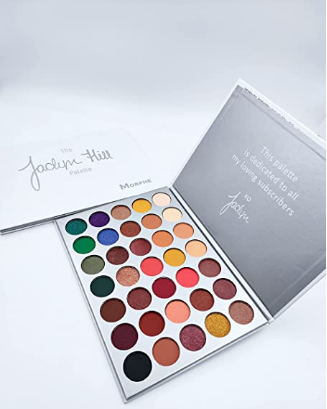 the
Jaclyn Hill
Palette
MORPHE
This palette
is dedicated to all
my loving subscribers
XO
Jaclyn